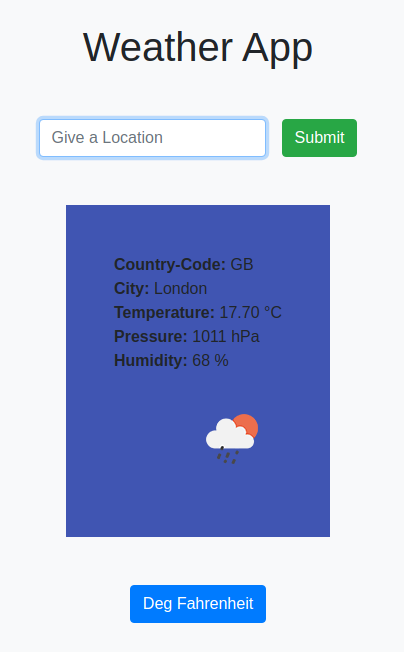 Weather App
Give a Location
Submit
Country-Code: GB
City: London
Temperature: 17.70 °C
Pressure: 1011 hPa
Humidity: 68 %
Deg Fahrenheit